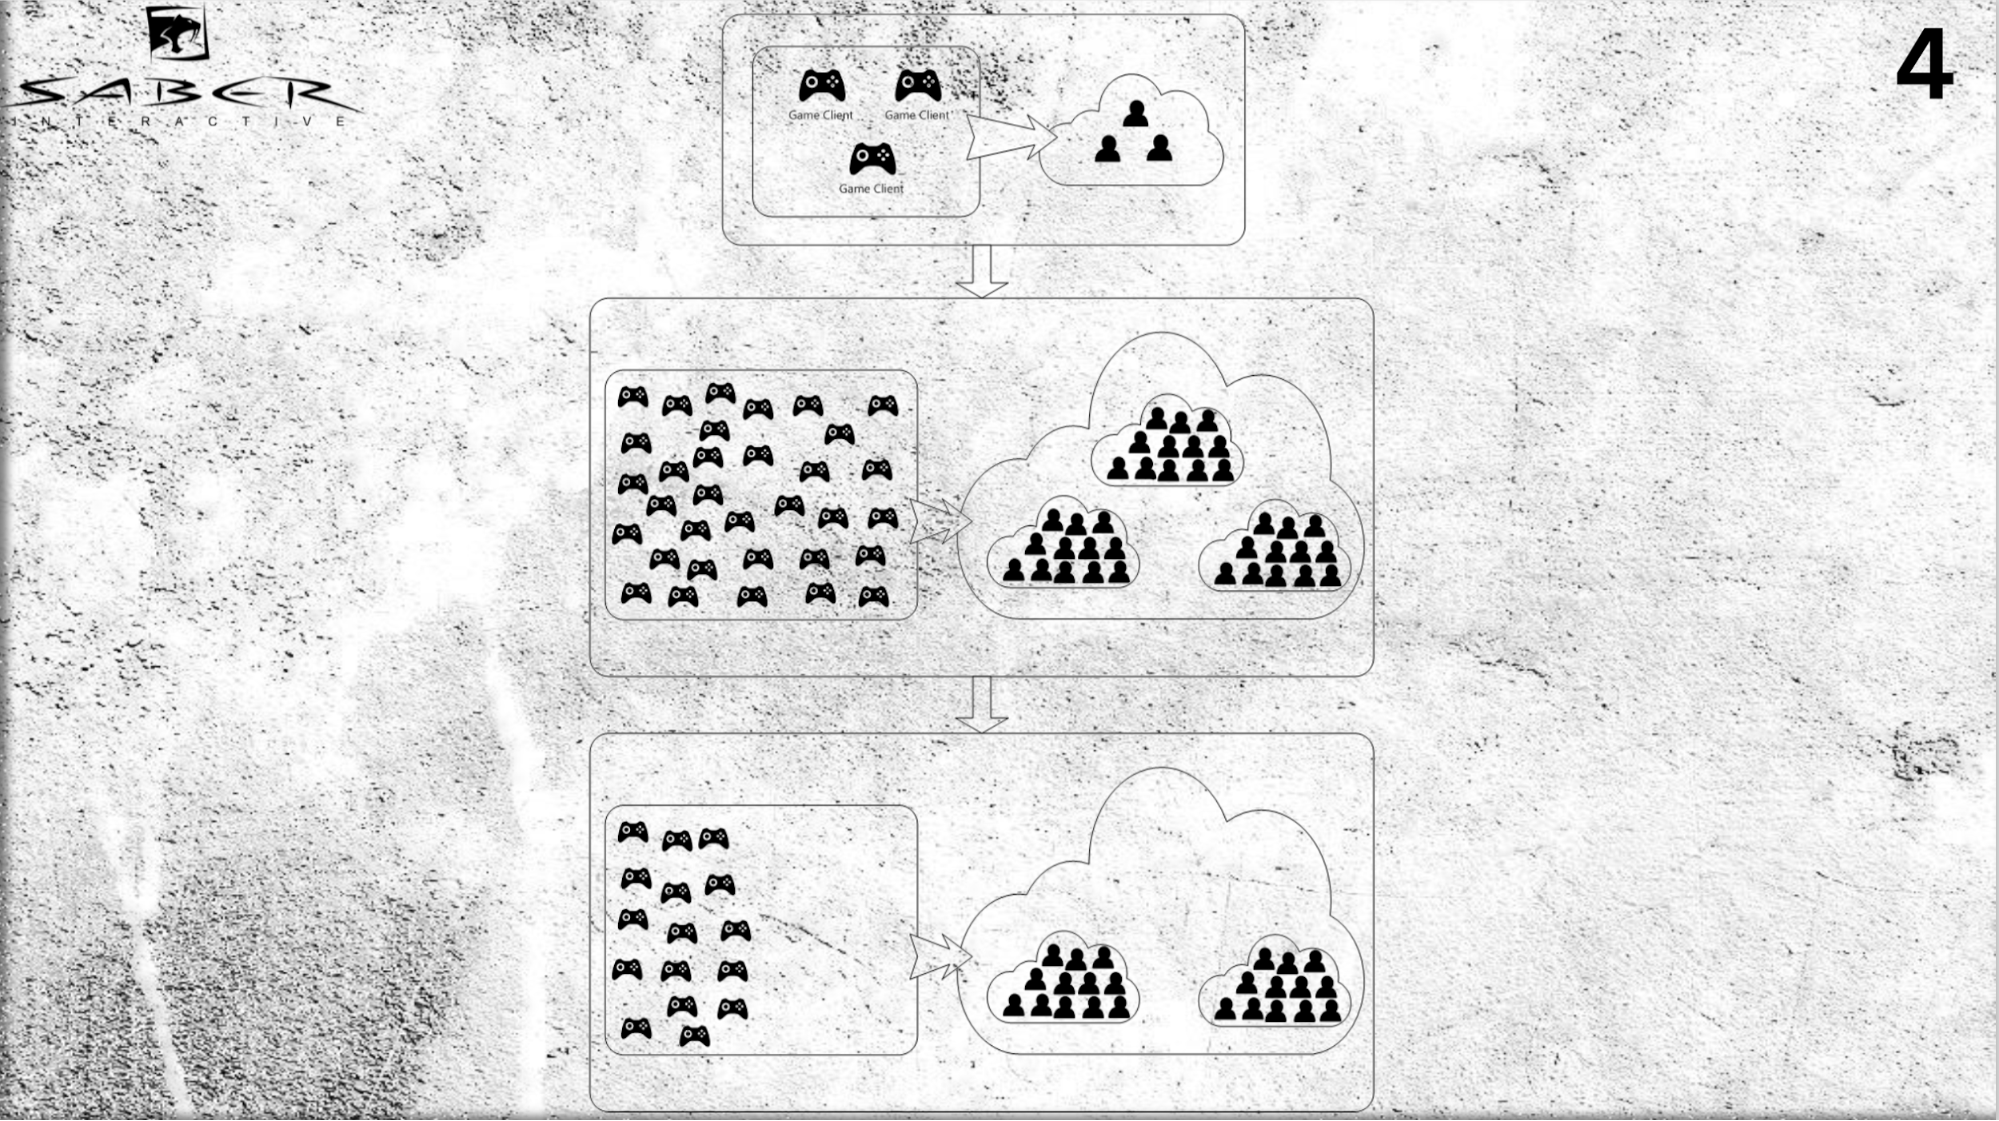 SABER
INTERACTIVE
4
Game Client
Game Client
Game Client